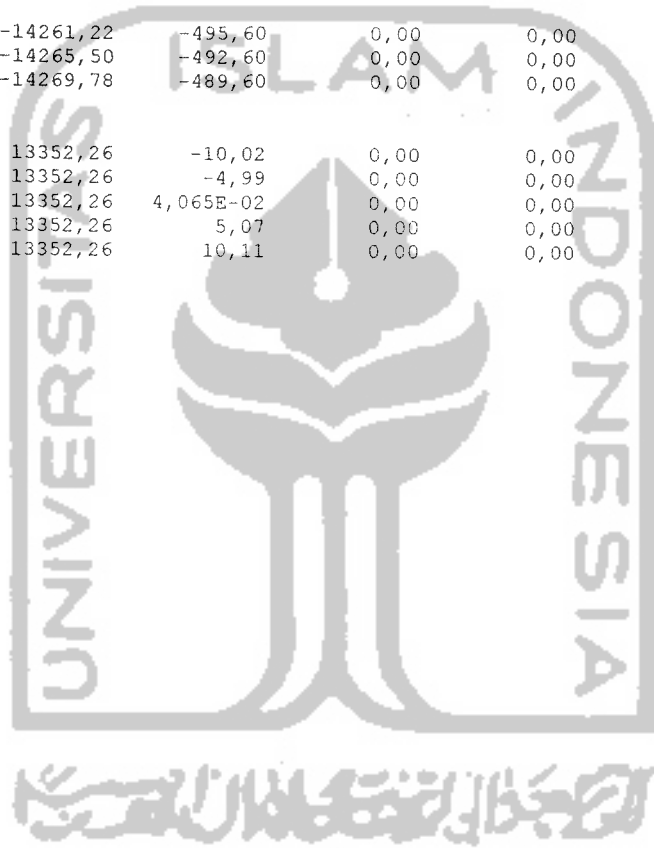 -14261,22 -495,60 0,00 0,00
-14265,50 -492,60 0,00 0,00
-14269,78 -489,60 0,00 0,00
13352,26 -10,02 0,00 0,00
13352,26 -4,99 0,00 0,00
13352,26 4,065E-02 0,00 0,00
13352,26 5,07 0,00 0,00
13352,26 10,11 0,00 0,00
UNIVERSITAS
ISLAM
INDONESIA